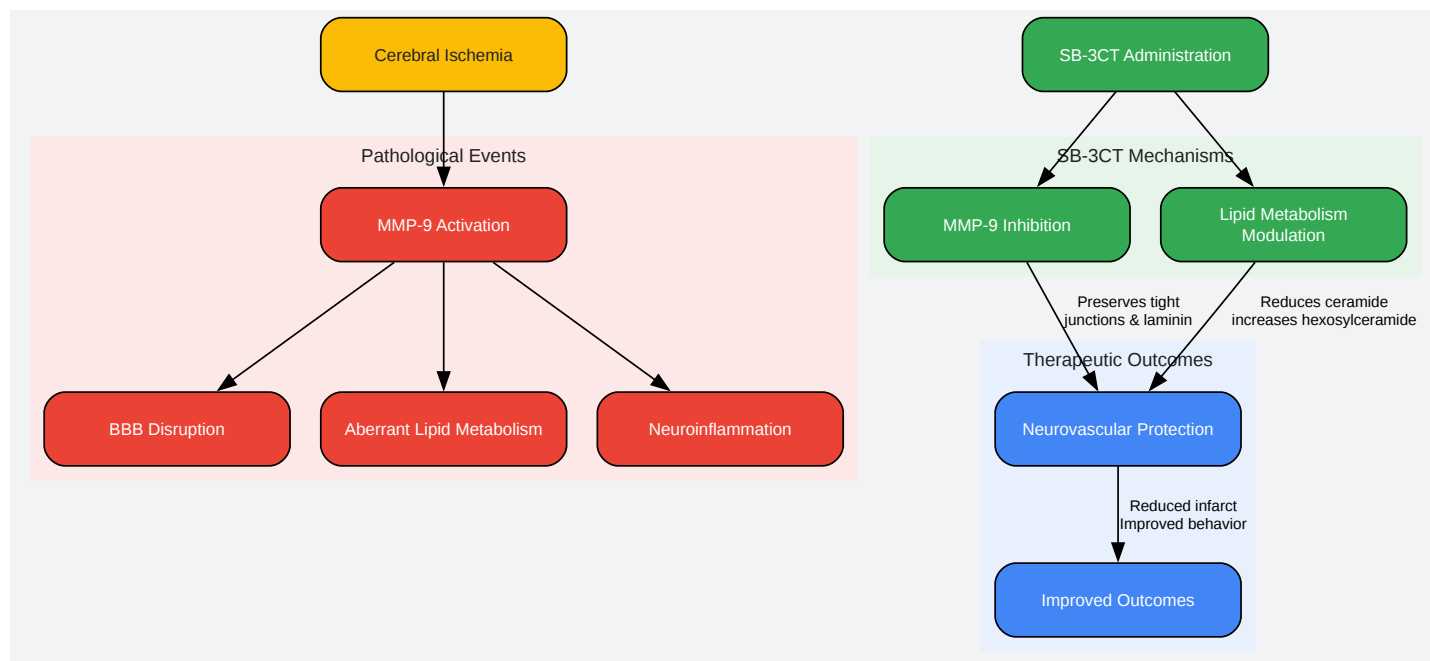 Cerebral Ischemia
SB-3CT Administration
Pathological Events
SB-3CT Mechanisms
MMP-9 Activation
MMP-9 Inhibition
Lipid Metabolism
Modulation
Preserves tight
junctions & laminin
Reduces ceramide
increases hexosylceramide
Therapeutic Outcomes
BBB Disruption
Aberrant Lipid Metabolism
Neuroinflammation
Neurovascular Protection
Reduced infarct
Improved behavior
Improved Outcomes